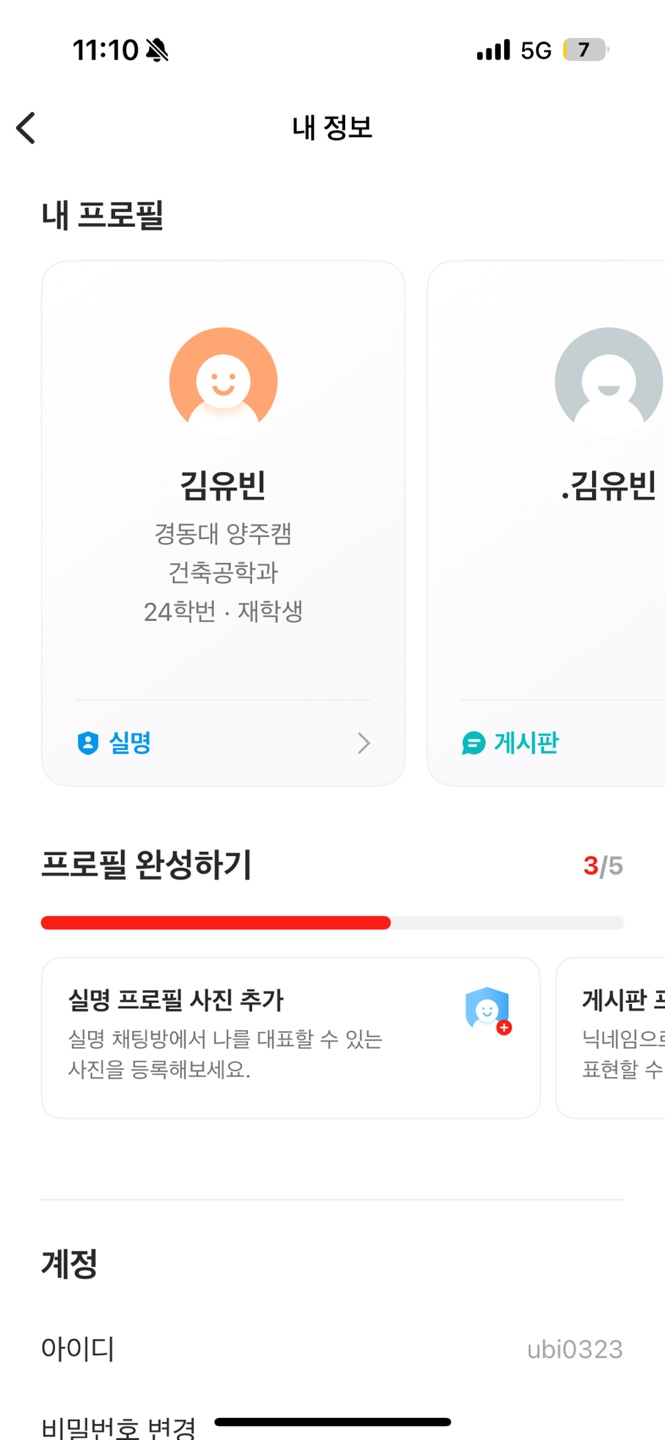 11:10
5G
7
내 정보
내 프로필
김유빈
경동대 양주캠
건축공학과
24학번 · 재학생
실명
.김유빈
게시판
프로필 완성하기
3/5
실명 프로필 사진 추가
실명 채팅방에서 나를 대표할 수 있는
사진을 등록해보세요.
게시판
닉네임으로
표현할 수
계정
아이디
ubi0323
비밀번호 변경